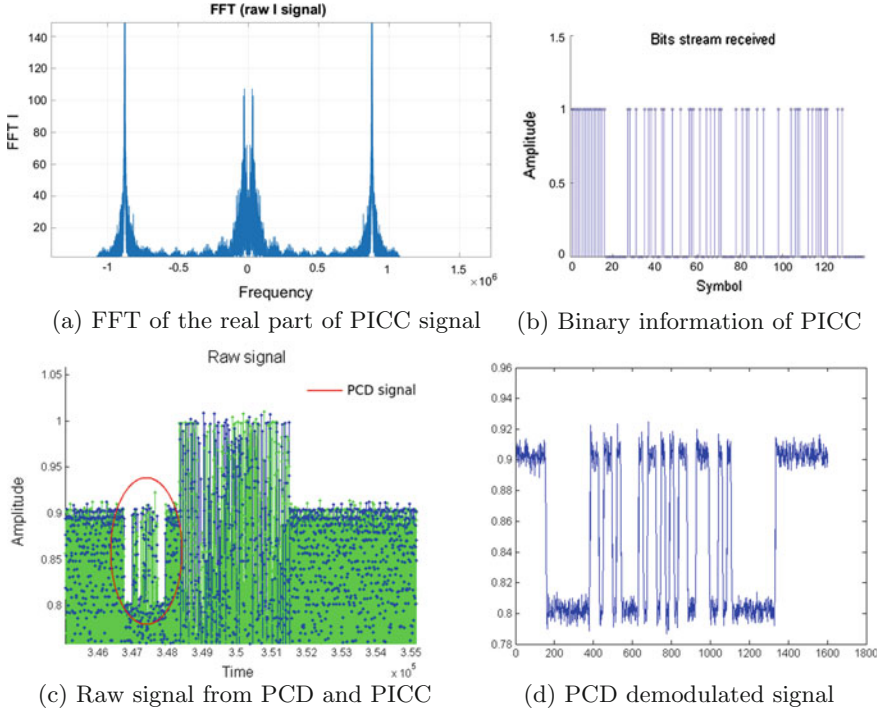 FFT (raw I signal)
140
120
100
80
60
40
20
FFT I
-1 -0.5 0 0.5 1 1.5
×10^6
Frequency
(a) FFT of the real part of PICC signal
Bits stream received
1.5
1
0.5
0
Amplitude
0 20 40 60 80 100 120
Symbol
(b) Binary information of PICC
Raw signal
PCD signal
1.05
1
0.95
0.9
0.85
0.8
Amplitude
3.46 3.47 3.48 3.49 3.5 3.51 3.52 3.53 3.54 3.55
× 10^5
Time
(c) Raw signal from PCD and PICC
0.96
0.94
0.92
0.9
0.88
0.86
0.84
0.82
0.8
0.78
0 200 400 600 800 1000 1200 1400 1600 1800
(d) PCD demodulated signal